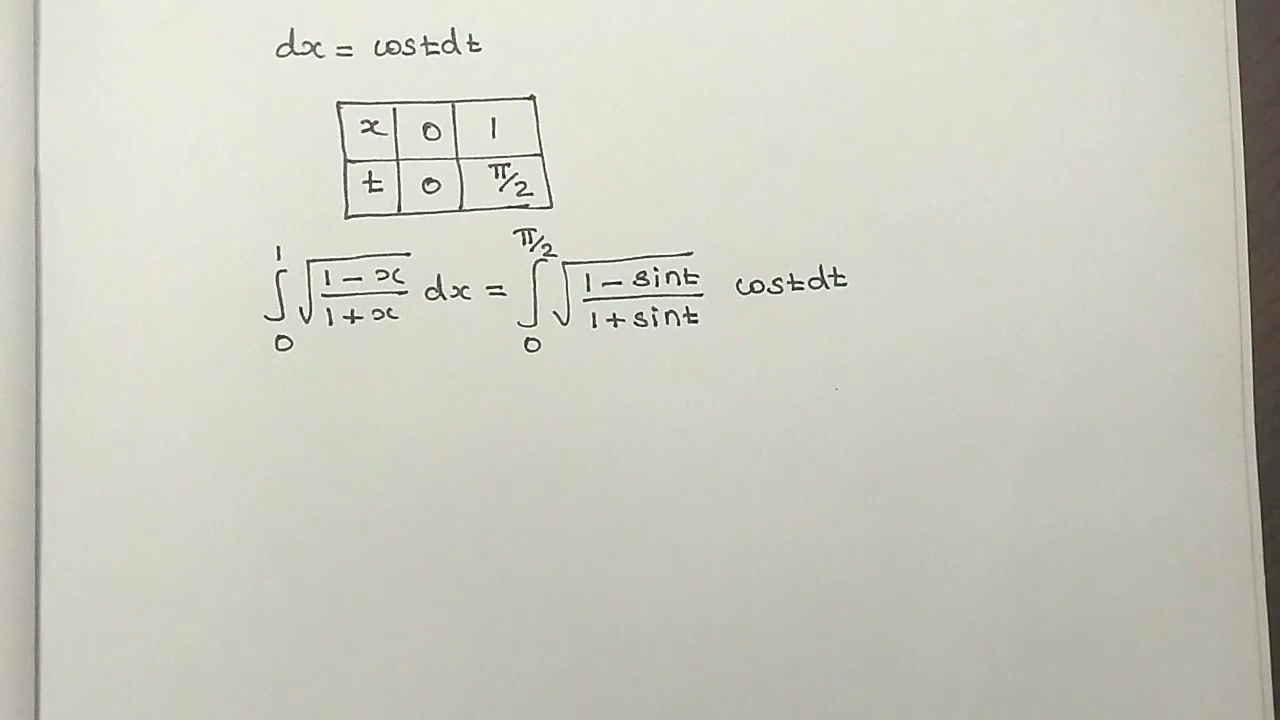 dx = cost dt
x 0 1
t 0 π/2
∫₀¹ √((1 - x)/(1 + x)) dx = ∫₀^(π/2) √((1 - sint)/(1 + sint)) cost dt